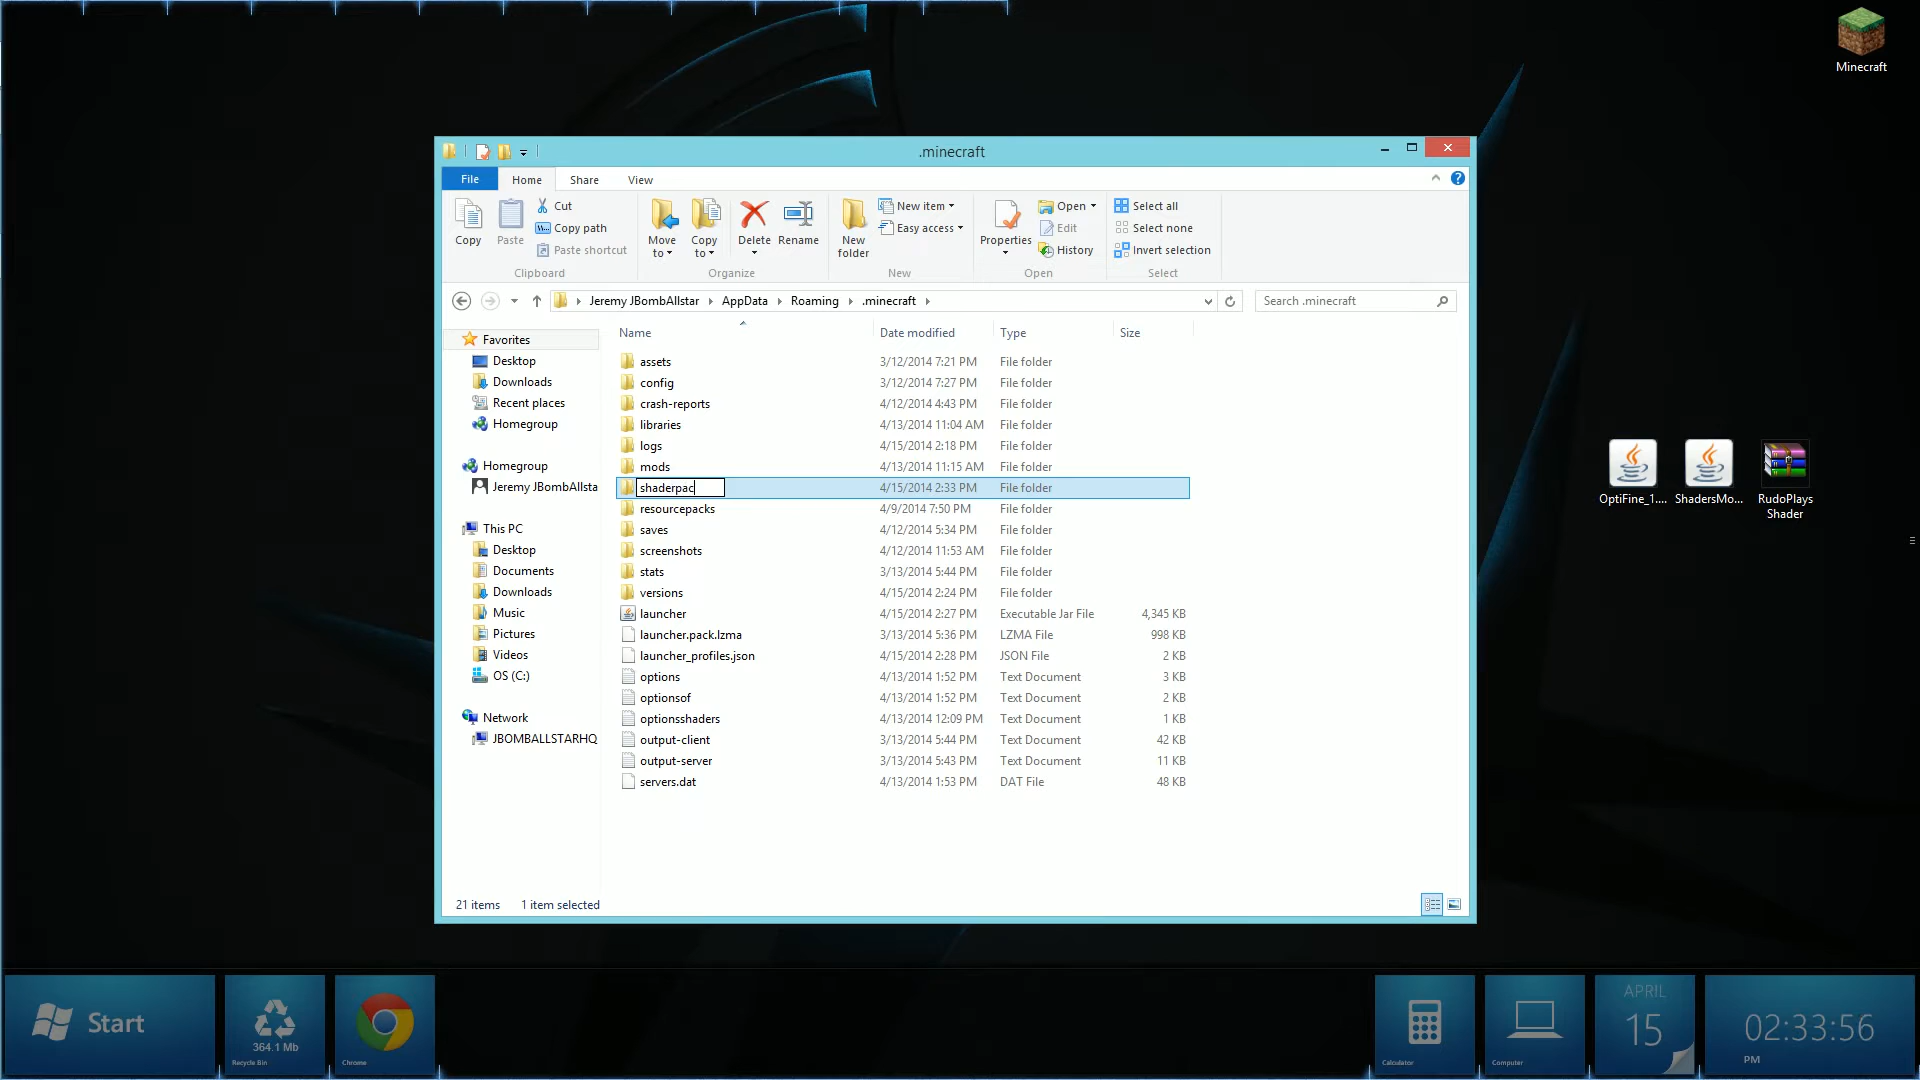 Minecraft
.minecraft
File Home Share View
Copy
Paste
Cut
Copy path
Paste shortcut
Clipboard
Move to
Copy to
Delete
Rename
Organize
New folder
New item
Easy access
New
Properties
Open
Edit
History
Open
Select all
Select none
Invert selection
Select
Jeremy JBombAllstar AppData Roaming .minecraft
Search .minecraft
Favorites
Desktop
Downloads
Recent places
Homegroup
Homegroup
Jeremy JBombAllsta
This PC
Desktop
Documents
Downloads
Music
Pictures
Videos
OS (C:)
Network
JBOMBALLSTARHQ
Name Date modified Type Size
assets 3/12/2014 7:21 PM File folder
config 3/12/2014 7:27 PM File folder
crash-reports 4/12/2014 4:43 PM File folder
libraries 4/13/2014 11:04 AM File folder
logs 4/15/2014 2:18 PM File folder
mods 4/13/2014 11:15 AM File folder
shaderpac 4/15/2014 2:33 PM File folder
resourcepacks 4/9/2014 7:50 PM File folder
saves 4/12/2014 5:34 PM File folder
screenshots 4/12/2014 11:53 AM File folder
stats 3/13/2014 5:44 PM File folder
versions 4/15/2014 2:24 PM File folder
launcher 4/15/2014 2:27 PM Executable Jar File 4,345 KB
launcher.pack.lzma 3/13/2014 5:36 PM LZMA File 998 KB
launcher_profiles.json 4/15/2014 2:28 PM JSON File 2 KB
options 4/13/2014 1:52 PM Text Document 3 KB
optionsof 4/13/2014 1:52 PM Text Document 2 KB
optionsshaders 4/13/2014 12:09 PM Text Document 1 KB
output-client 3/13/2014 5:44 PM Text Document 42 KB
output-server 3/13/2014 5:43 PM Text Document 11 KB
servers.dat 4/13/2014 1:53 PM DAT File 48 KB
21 items 1 item selected
OptiFine_1.... ShadersMo... RudoPlays
Shader
Start
364.1 Mb
Recycle Bin
Chrome
Calculator
Computer
APRIL
15
02:33:56
PM